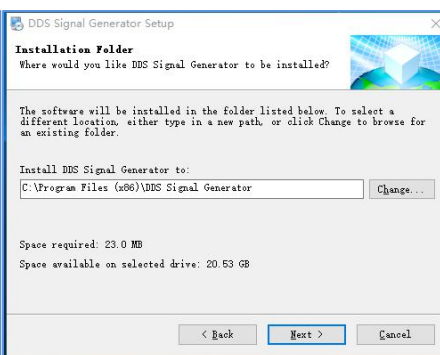 DDS Signal Generator Setup
Installation Folder
Where would you like DDS Signal Generator to be installed?
The software will be installed in the folder listed below. To select a
different location, either type in a new path, or click Change to browse for
an existing folder.
Install DDS Signal Generator to:
C:\Program Files (x86)\DDS Signal Generator
Change...
Space required: 23.0 MB
Space available on selected drive: 20.53 GB
< Back
Next >
Cancel